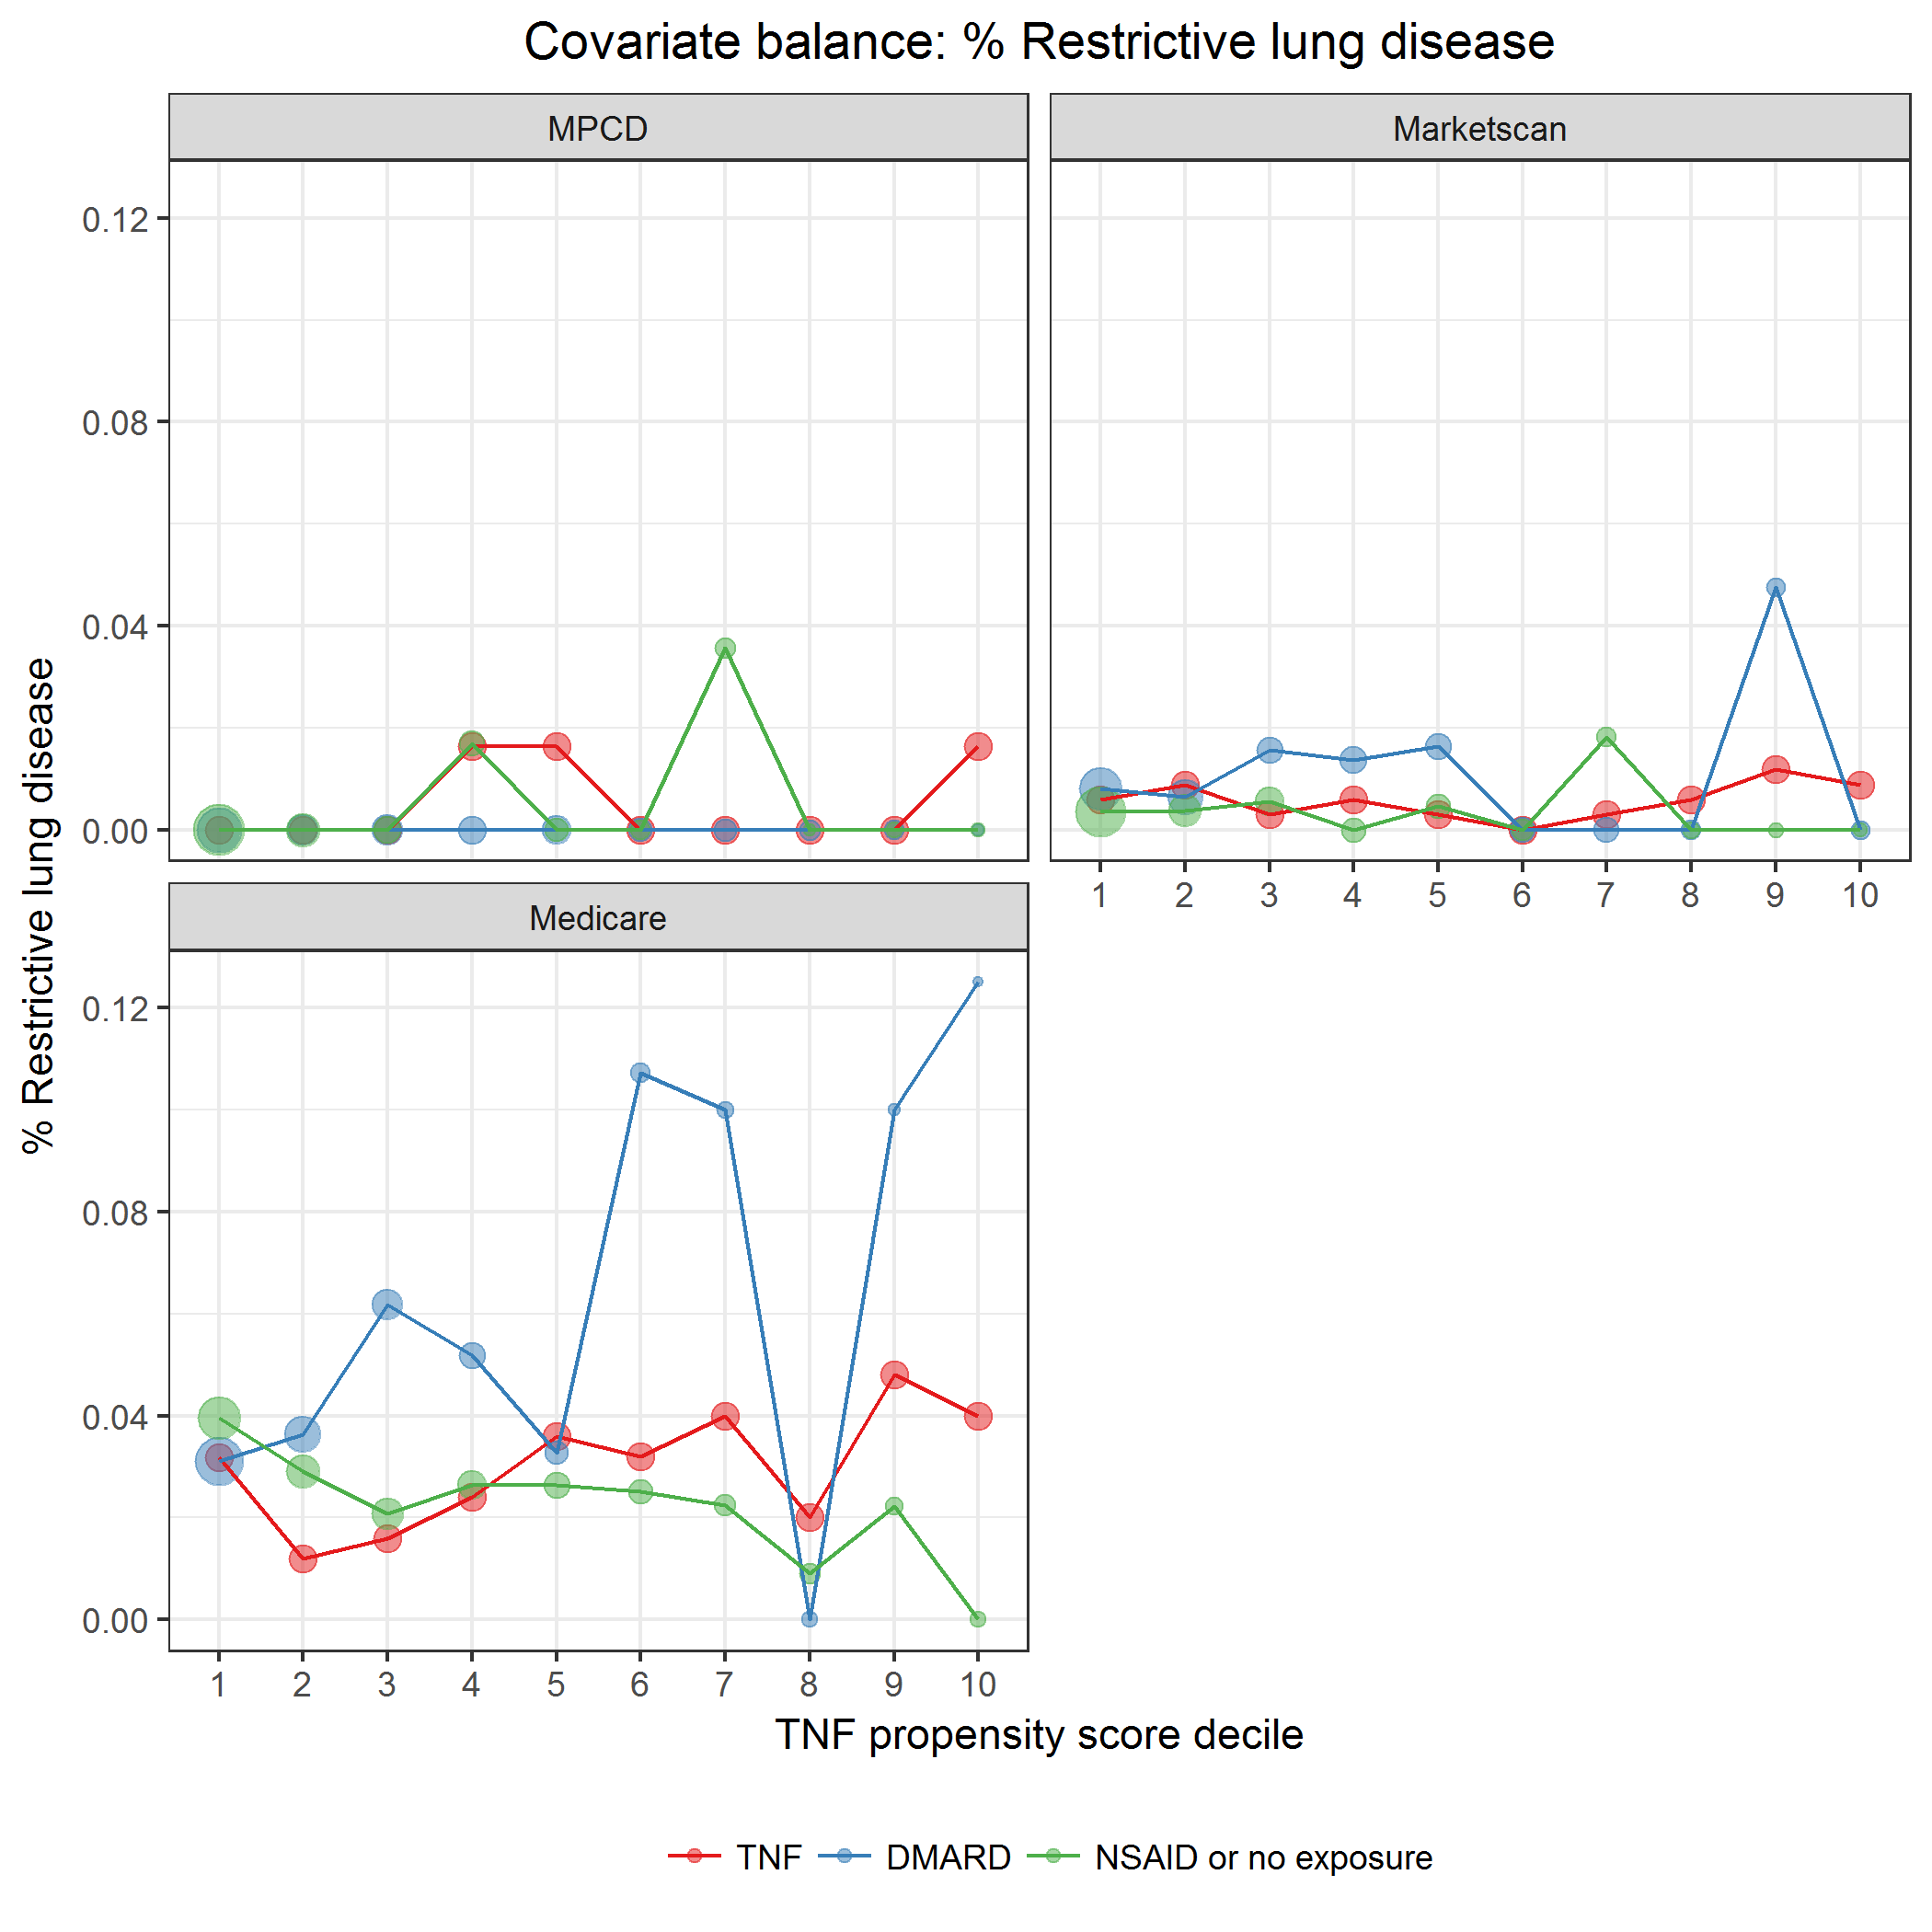 Covariate balance: % Restrictive lung disease
MPCD
Marketscan
0.12
0.08
0.04
0.00
1 2 3 4 5 6 7 8 9 10
Medicare
% Restrictive lung disease
0.12
0.08
0.04
0.00
1 2 3 4 5 6 7 8 9 10
TNF propensity score decile
TNF DMARD NSAID or no exposure